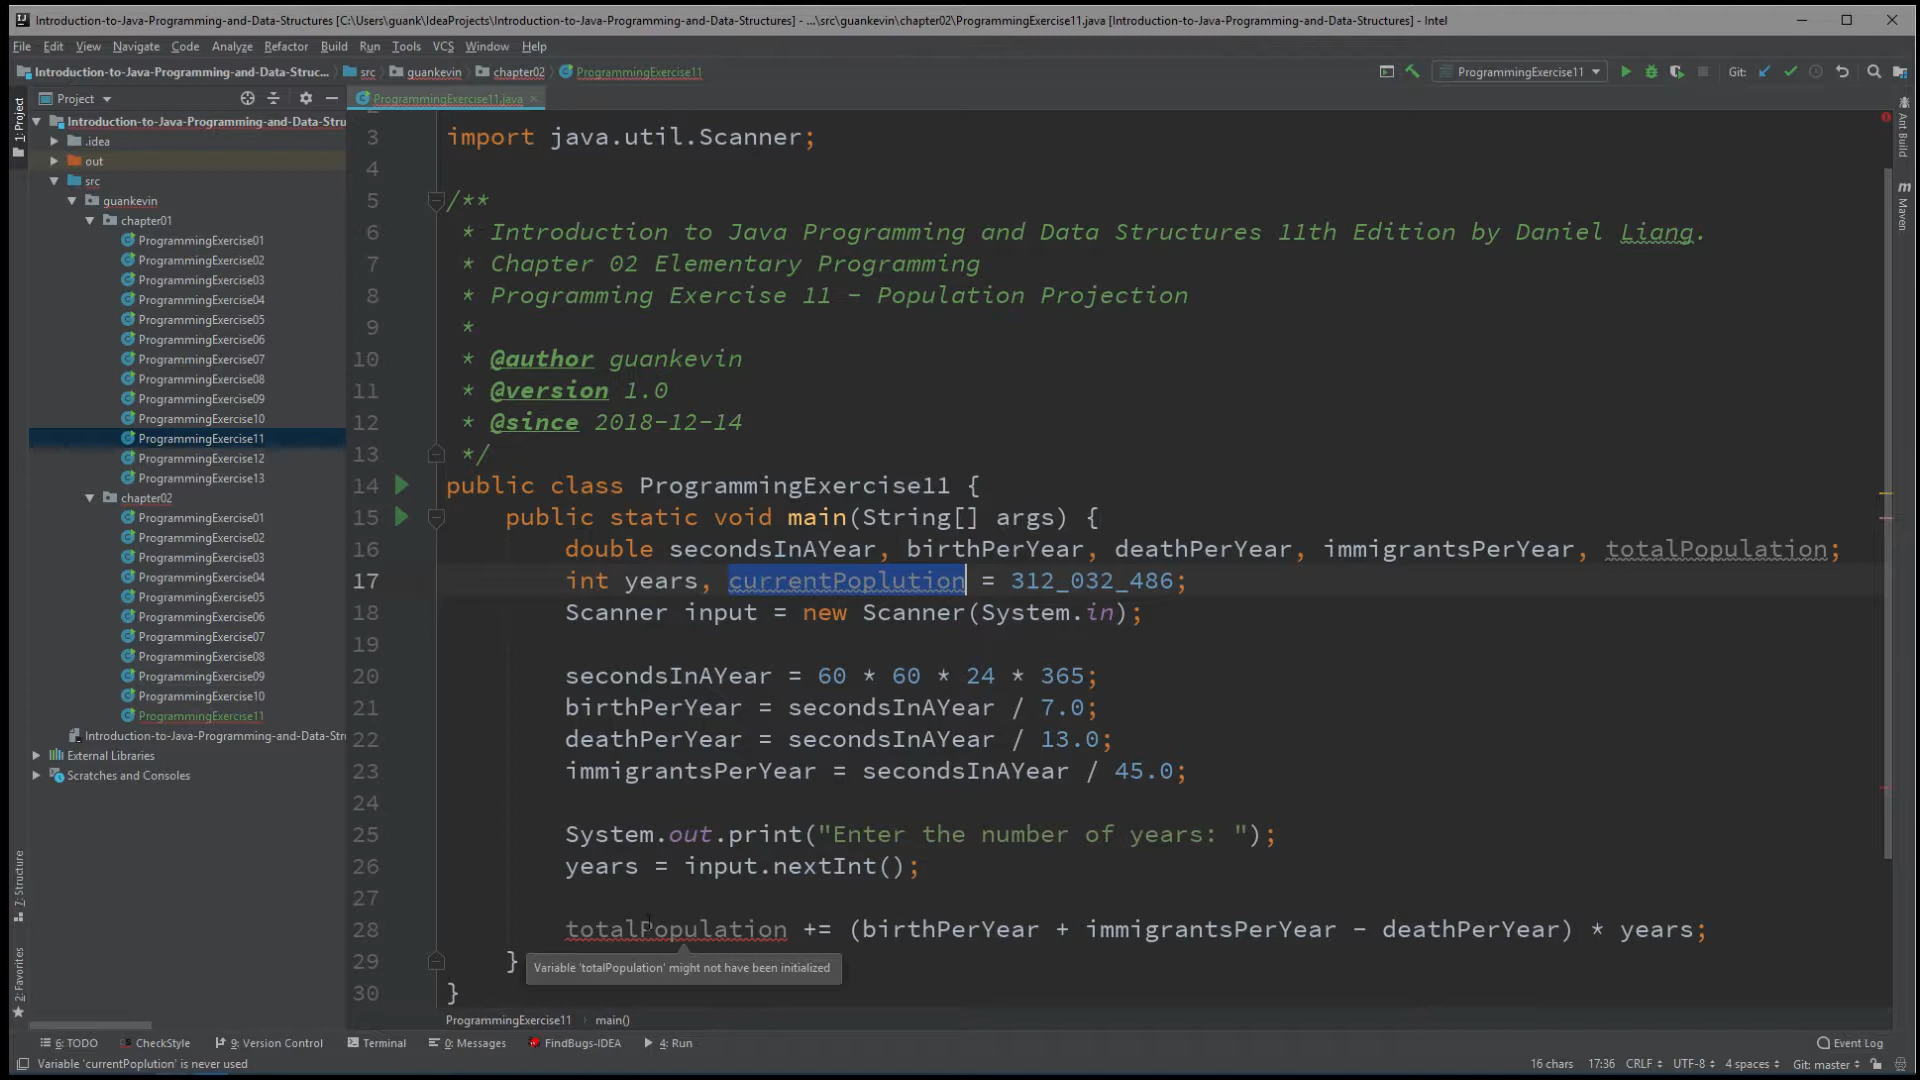 Introduction-to-Java-Programming-and-Data-Structures [C:\Users\guank\IdeaProjects\Introduction-to-Java-Programming-and-Data-Structures] - ...\src\guankevin\chapter02\ProgrammingExercise11.java [Introduction-to-Java-Programming-and-Data-Structures] - Intel
File Edit View Navigate Code Analyze Refactor Build Run Tools VCS Window Help
Introduction-to-Java-Programming-and-Data-Struc... src guankevin chapter02 ProgrammingExercise11 ProgrammingExercise11 Git:
Project ProgrammingExercise11.java
1: Project
Introduction-to-Java-Programming-and-Data-Stru
.idea
out
src
guankevin
chapter01
ProgrammingExercise01
ProgrammingExercise02
ProgrammingExercise03
ProgrammingExercise04
ProgrammingExercise05
ProgrammingExercise06
ProgrammingExercise07
ProgrammingExercise08
ProgrammingExercise09
ProgrammingExercise10
ProgrammingExercise11
ProgrammingExercise12
ProgrammingExercise13
chapter02
ProgrammingExercise01
ProgrammingExercise02
ProgrammingExercise03
ProgrammingExercise04
ProgrammingExercise05
ProgrammingExercise06
ProgrammingExercise07
ProgrammingExercise08
ProgrammingExercise09
ProgrammingExercise10
ProgrammingExercise11
Introduction-to-Java-Programming-and-Data-Str
External Libraries
Scratches and Consoles
7: Structure
2: Favorites
3 import java.util.Scanner;
4
5 /**
6 * Introduction to Java Programming and Data Structures 11th Edition by Daniel Liang.
7 * Chapter 02 Elementary Programming
8 * Programming Exercise 11 - Population Projection
9 *
10 * @author guankevin
11 * @version 1.0
12 * @since 2018-12-14
13 */
14 public class ProgrammingExercise11 {
15 public static void main(String[] args) {
16 double secondsInAYear, birthPerYear, deathPerYear, immigrantsPerYear, totalPopulation;
17 int years, currentPoplution = 312_032_486;
18 Scanner input = new Scanner(System.in);
19
20 secondsInAYear = 60 * 60 * 24 * 365;
21 birthPerYear = secondsInAYear / 7.0;
22 deathPerYear = secondsInAYear / 13.0;
23 immigrantsPerYear = secondsInAYear / 45.0;
24
25 System.out.print("Enter the number of years: ");
26 years = input.nextInt();
27
28 totalPopulation += (birthPerYear + immigrantsPerYear - deathPerYear) * years;
29 }
Variable 'totalPopulation' might not have been initialized
30 }
ProgrammingExercise11 main()
Ant Build
m Maven
6: TODO CheckStyle 9: Version Control Terminal 0: Messages FindBugs-IDEA 4: Run Event Log
Variable 'currentPoplution' is never used 16 chars 17:36 CRLF UTF-8 4 spaces Git: master